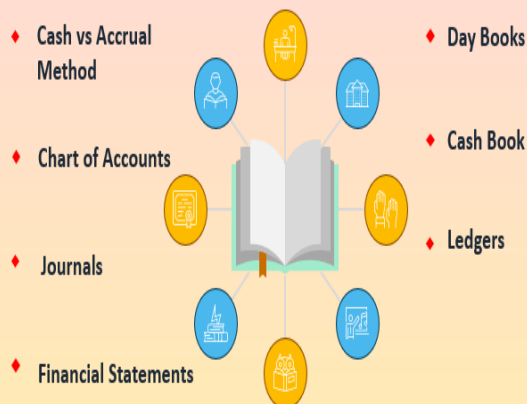 Cash vs Accrual
Method
Chart of Accounts
Journals
Financial Statements
Day Books
Cash Book
Ledgers